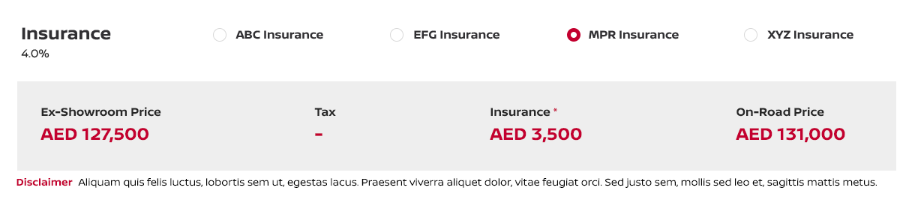 Insurance ABC Insurance EFG Insurance MPR Insurance XYZ Insurance
4.0%
Ex-Showroom Price Tax Insurance * On-Road Price
AED 127,500 - AED 3,500 AED 131,000
Disclaimer Aliquam quis felis luctus, lobortis sem ut, egestas lacus. Praesent viverra aliquet dolor, vitae feugiat orci. Sed justo sem, mollis sed leo et, sagittis mattis metus.